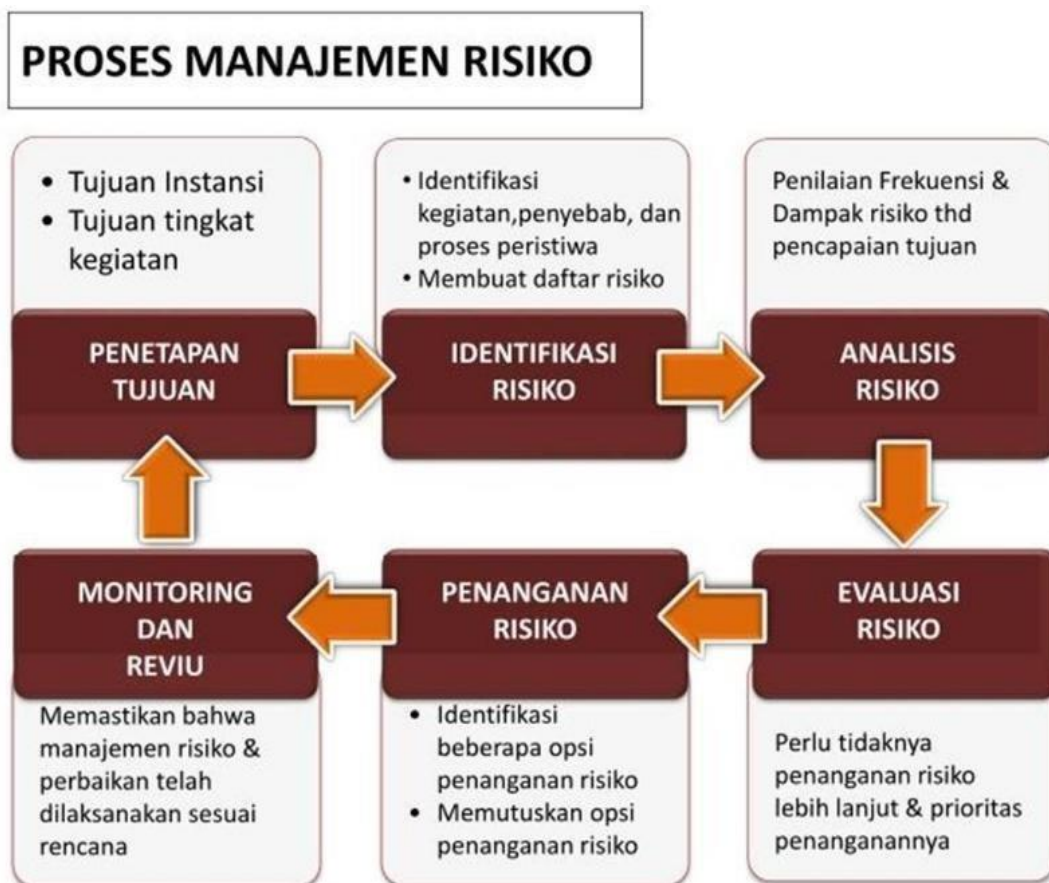 PROSES MANAJEMEN RISIKO
• Tujuan Instansi
• Tujuan tingkat
kegiatan
PENETAPAN
TUJUAN
• Identifikasi
kegiatan,penyebab, dan
proses peristiwa
• Membuat daftar risiko
IDENTIFIKASI
RISIKO
Penilaian Frekuensi &
Dampak risiko thd
pencapaian tujuan
ANALISIS
RISIKO
EVALUASI
RISIKO
Perlu tidaknya
penanganan risiko
lebih lanjut & prioritas
penanganannya
PENANGANAN
RISIKO
• Identifikasi
beberapa opsi
penanganan risiko
• Memutuskan opsi
penanganan risiko
MONITORING
DAN
REVIU
Memastikan bahwa
manajemen risiko &
perbaikan telah
dilaksanakan sesuai
rencana